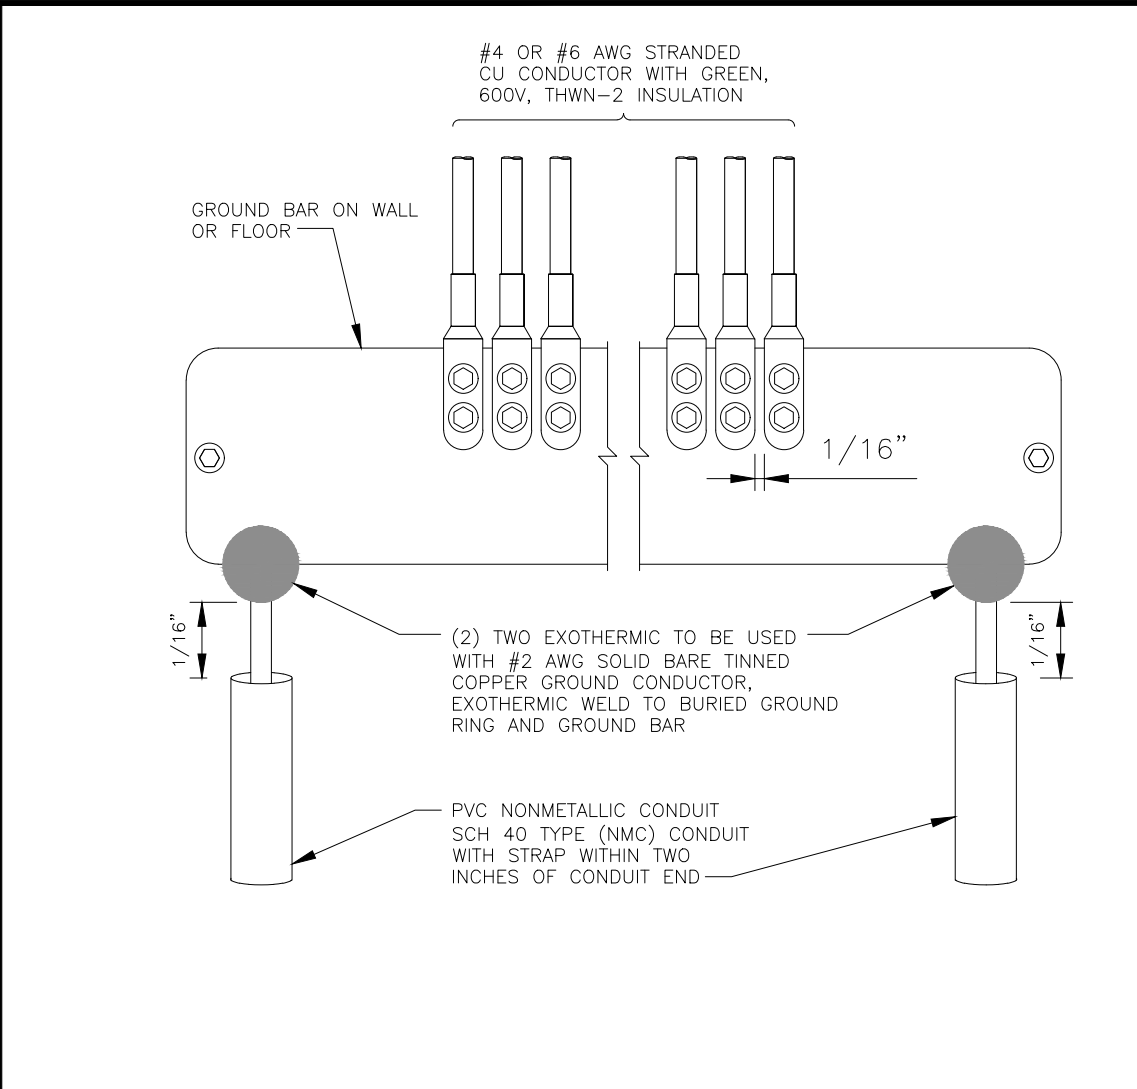 #4 OR #6 AWG STRANDED
CU CONDUCTOR WITH GREEN,
600V, THWN-2 INSULATION
GROUND BAR ON WALL
OR FLOOR
1/16"
1/16"
1/16"
(2) TWO EXOTHERMIC TO BE USED
WITH #2 AWG SOLID BARE TINNED
COPPER GROUND CONDUCTOR,
EXOTHERMIC WELD TO BURIED GROUND
RING AND GROUND BAR
PVC NONMETALLIC CONDUIT
SCH 40 TYPE (NMC) CONDUIT
WITH STRAP WITHIN TWO
INCHES OF CONDUIT END